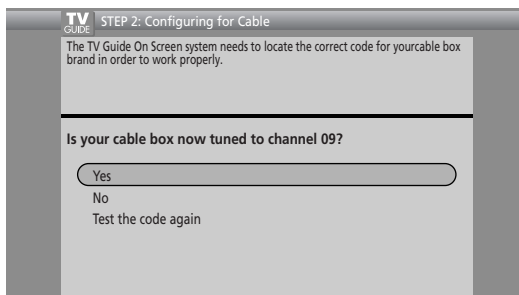 TV
GUIDE
STEP 2: Configuring for Cable
The TV Guide On Screen system needs to locate the correct code for yourcable box
brand in order to work properly.
Is your cable box now tuned to channel 09?
Yes
No
Test the code again